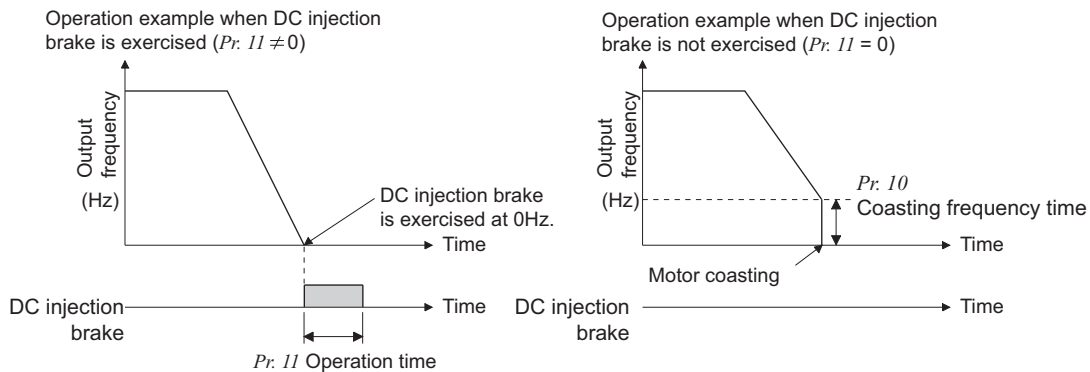 Operation example when DC injection
brake is exercised (Pr. 11 ≠ 0)
Output
frequency
(Hz)
DC injection brake
is exercised at 0Hz.
Time
DC injection
brake
Time
Pr. 11 Operation time
Operation example when DC injection
brake is not exercised (Pr. 11 = 0)
Output
frequency
(Hz)
Pr. 10
Coasting frequency time
Time
Motor coasting
DC injection
brake
Time